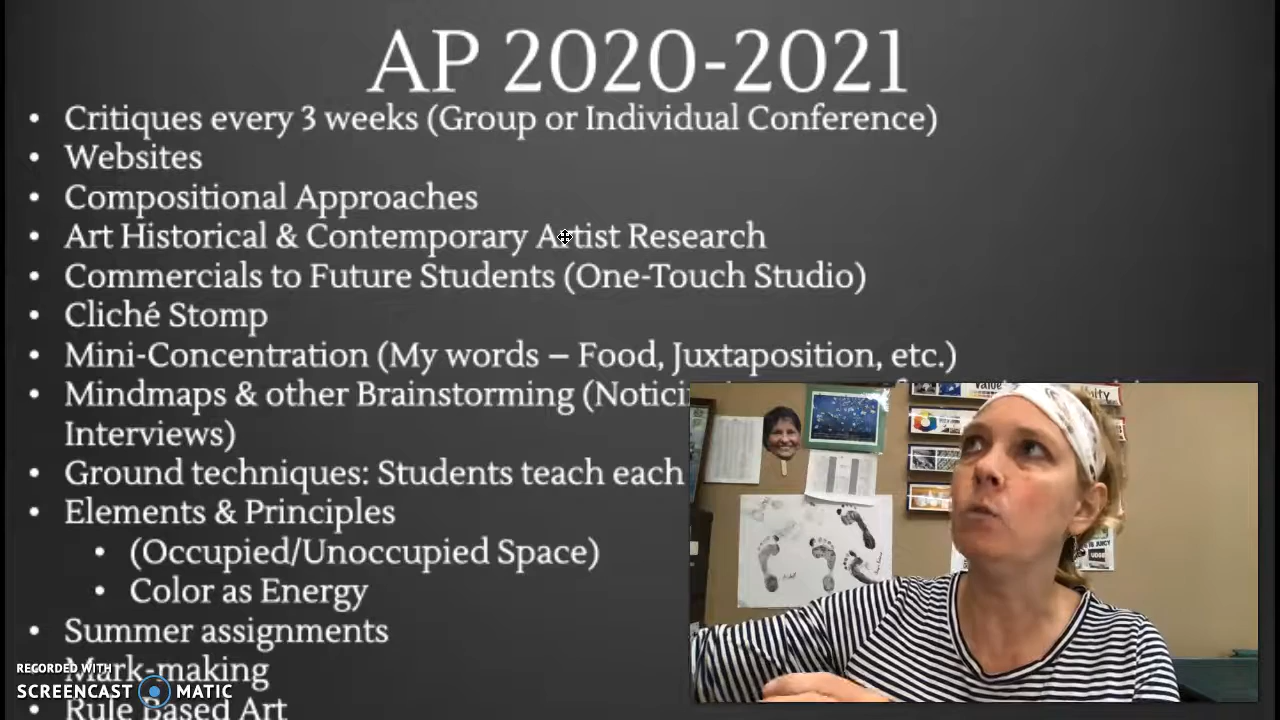 AP 2020-2021
• Critiques every 3 weeks (Group or Individual Conference)
• Websites
• Compositional Approaches
• Art Historical & Contemporary Artist Research
• Commercials to Future Students (One-Touch Studio)
• Cliché Stomp
• Mini-Concentration (My words – Food, Juxtaposition, etc.)
• Mindmaps & other Brainstorming
Interviews)
• Ground techniques: Students teach each
• Elements & Principles
• (Occupied/Unoccupied Space)
• Color as Energy
• Summer assignments
• Mark-making
• Rule Based Art
RECORDED WITH
SCREENCAST MATIC
Value